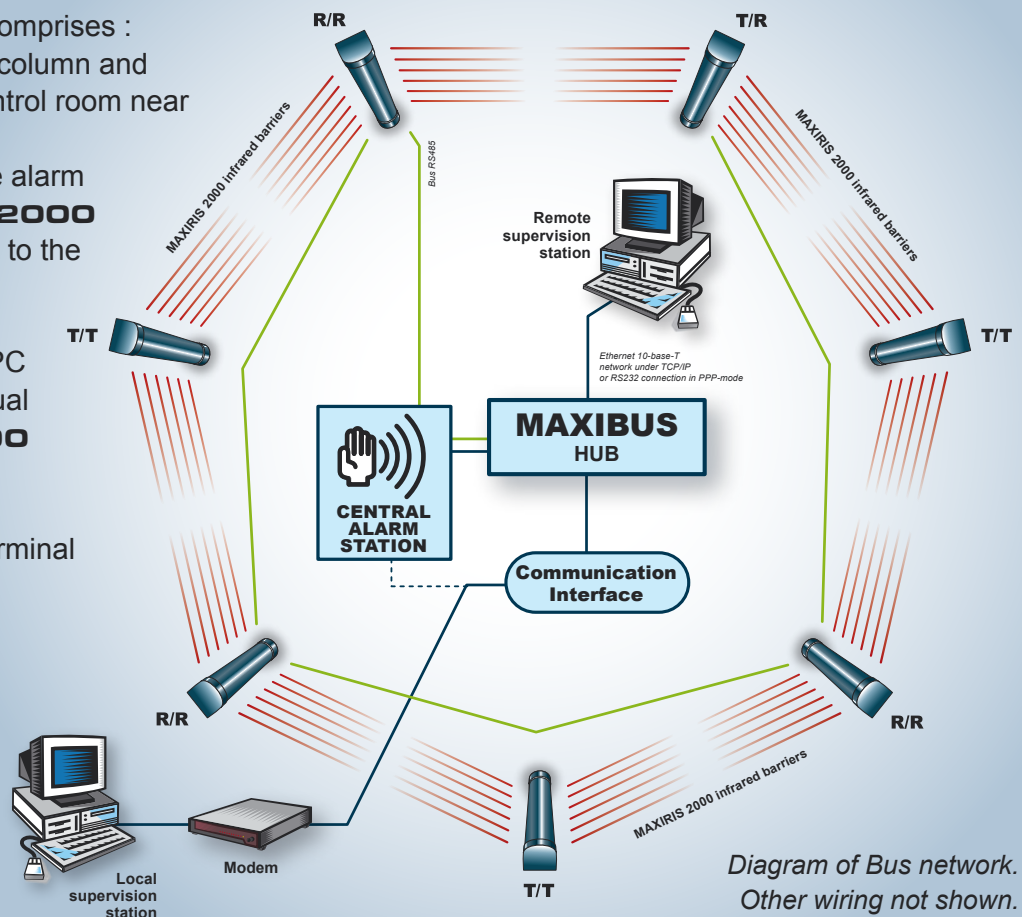 omprises :
column and
ntrol room near
e alarm
2000
to the
PC
ual
00
rminal
R/R
T/R
MAXIRIS 2000 infrared barriers
Bus RS485
MAXIRIS 2000 infrared barriers
Remote
supervision
station
T/T
T/T
Ethernet 10-base-T
network under TCP/IP
or RS232 connection in PPP-mode
MAXIBUS
HUB
CENTRAL
ALARM
STATION
Communication
Interface
R/R
R/R
MAXIRIS 2000 infrared barriers
Modem
Local
supervision
station
T/T
Diagram of Bus network.
Other wiring not shown.